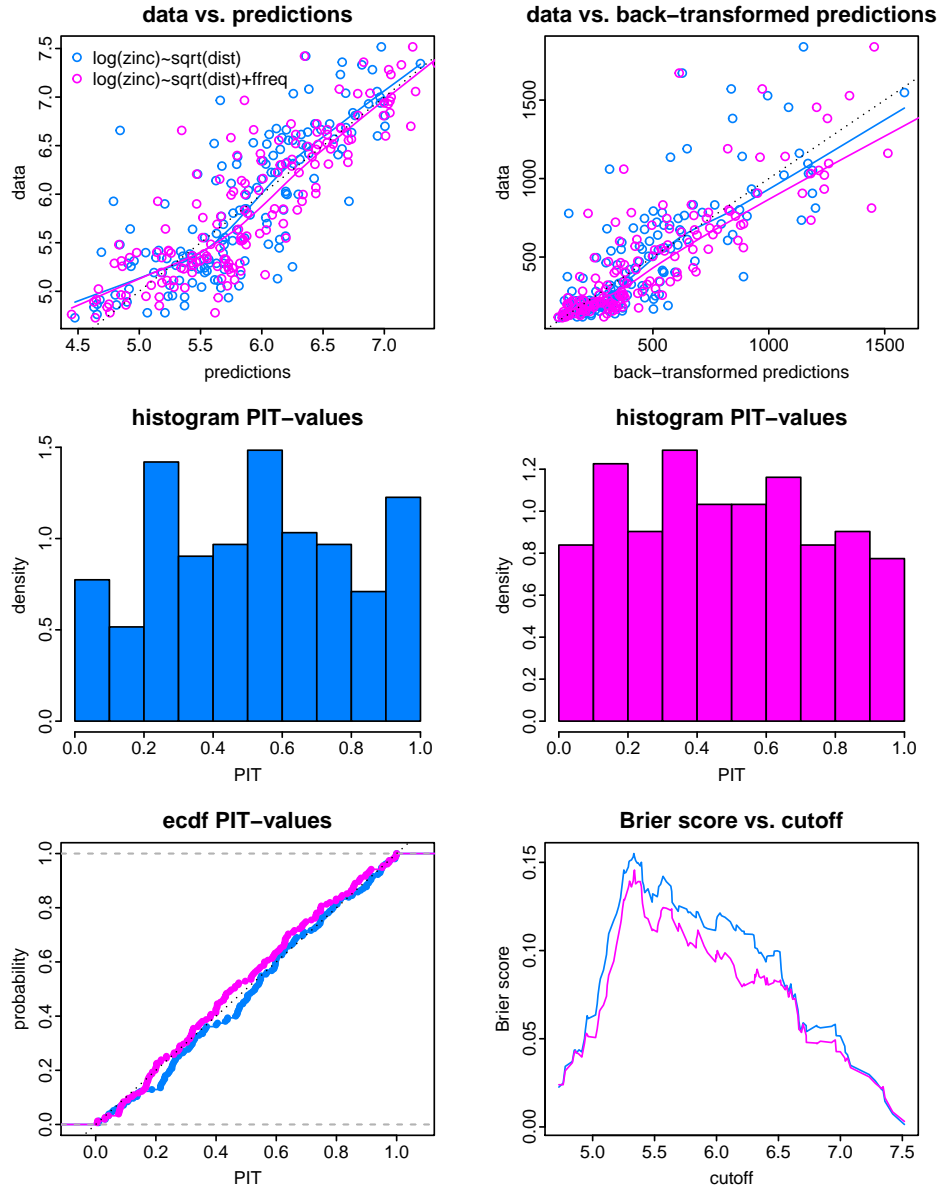 data vs. predictions
data
7.5
7.0
6.5
6.0
5.5
5.0
log(zinc)~sqrt(dist)
log(zinc)~sqrt(dist)+ffreq
4.5 5.0 5.5 6.0 6.5 7.0
predictions
data vs. back−transformed predictions
data
1500
1000
500
500 1000 1500
back−transformed predictions
histogram PIT−values
density
1.5
1.0
0.5
0.0
0.0 0.2 0.4 0.6 0.8 1.0
PIT
histogram PIT−values
density
1.2
1.0
0.8
0.6
0.4
0.2
0.0
0.0 0.2 0.4 0.6 0.8 1.0
PIT
ecdf PIT−values
probability
1.0
0.8
0.6
0.4
0.2
0.0
0.0 0.2 0.4 0.6 0.8 1.0
PIT
Brier score vs. cutoff
Brier score
0.15
0.10
0.05
0.00
5.0 5.5 6.0 6.5 7.0 7.5
cutoff